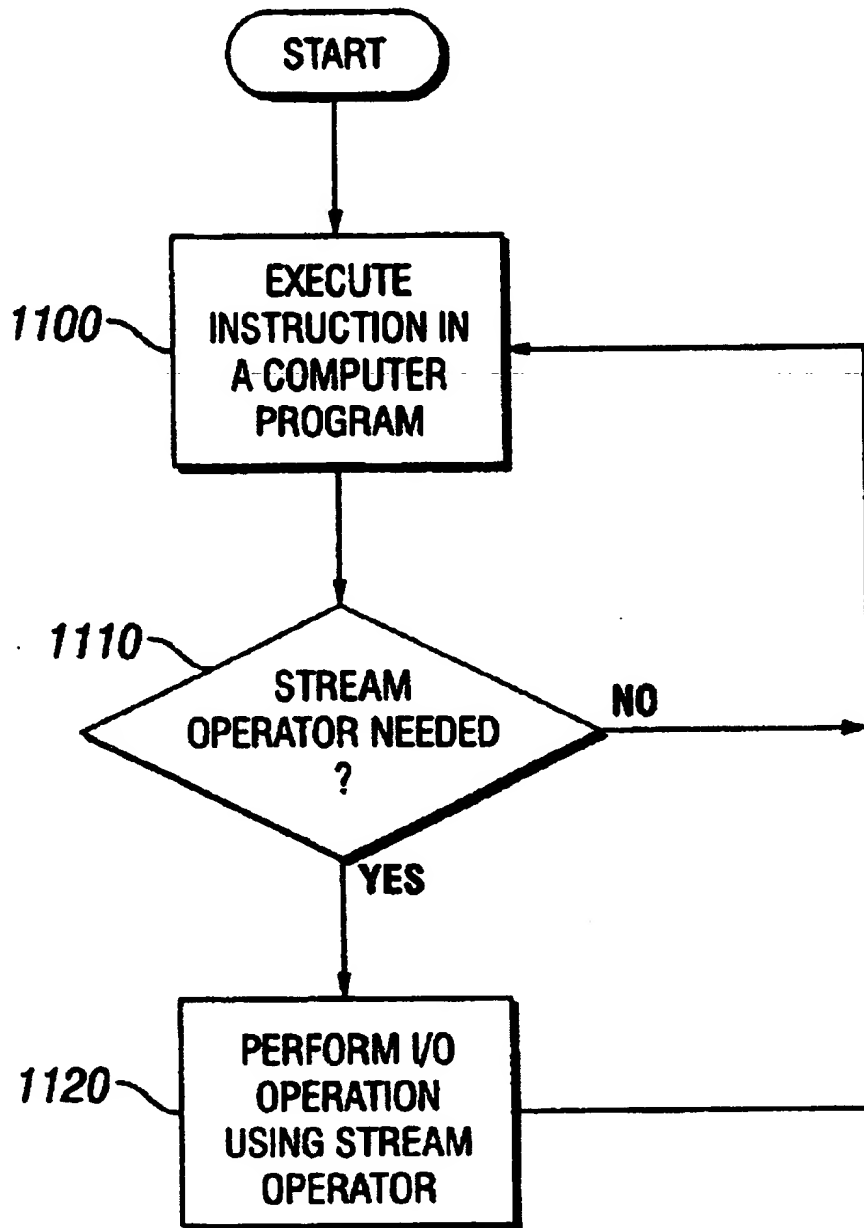 START
1100
EXECUTE
INSTRUCTION IN
A COMPUTER
PROGRAM
1110
STREAM
OPERATOR NEEDED
?
NO
YES
1120
PERFORM I/O
OPERATION
USING STREAM
OPERATOR